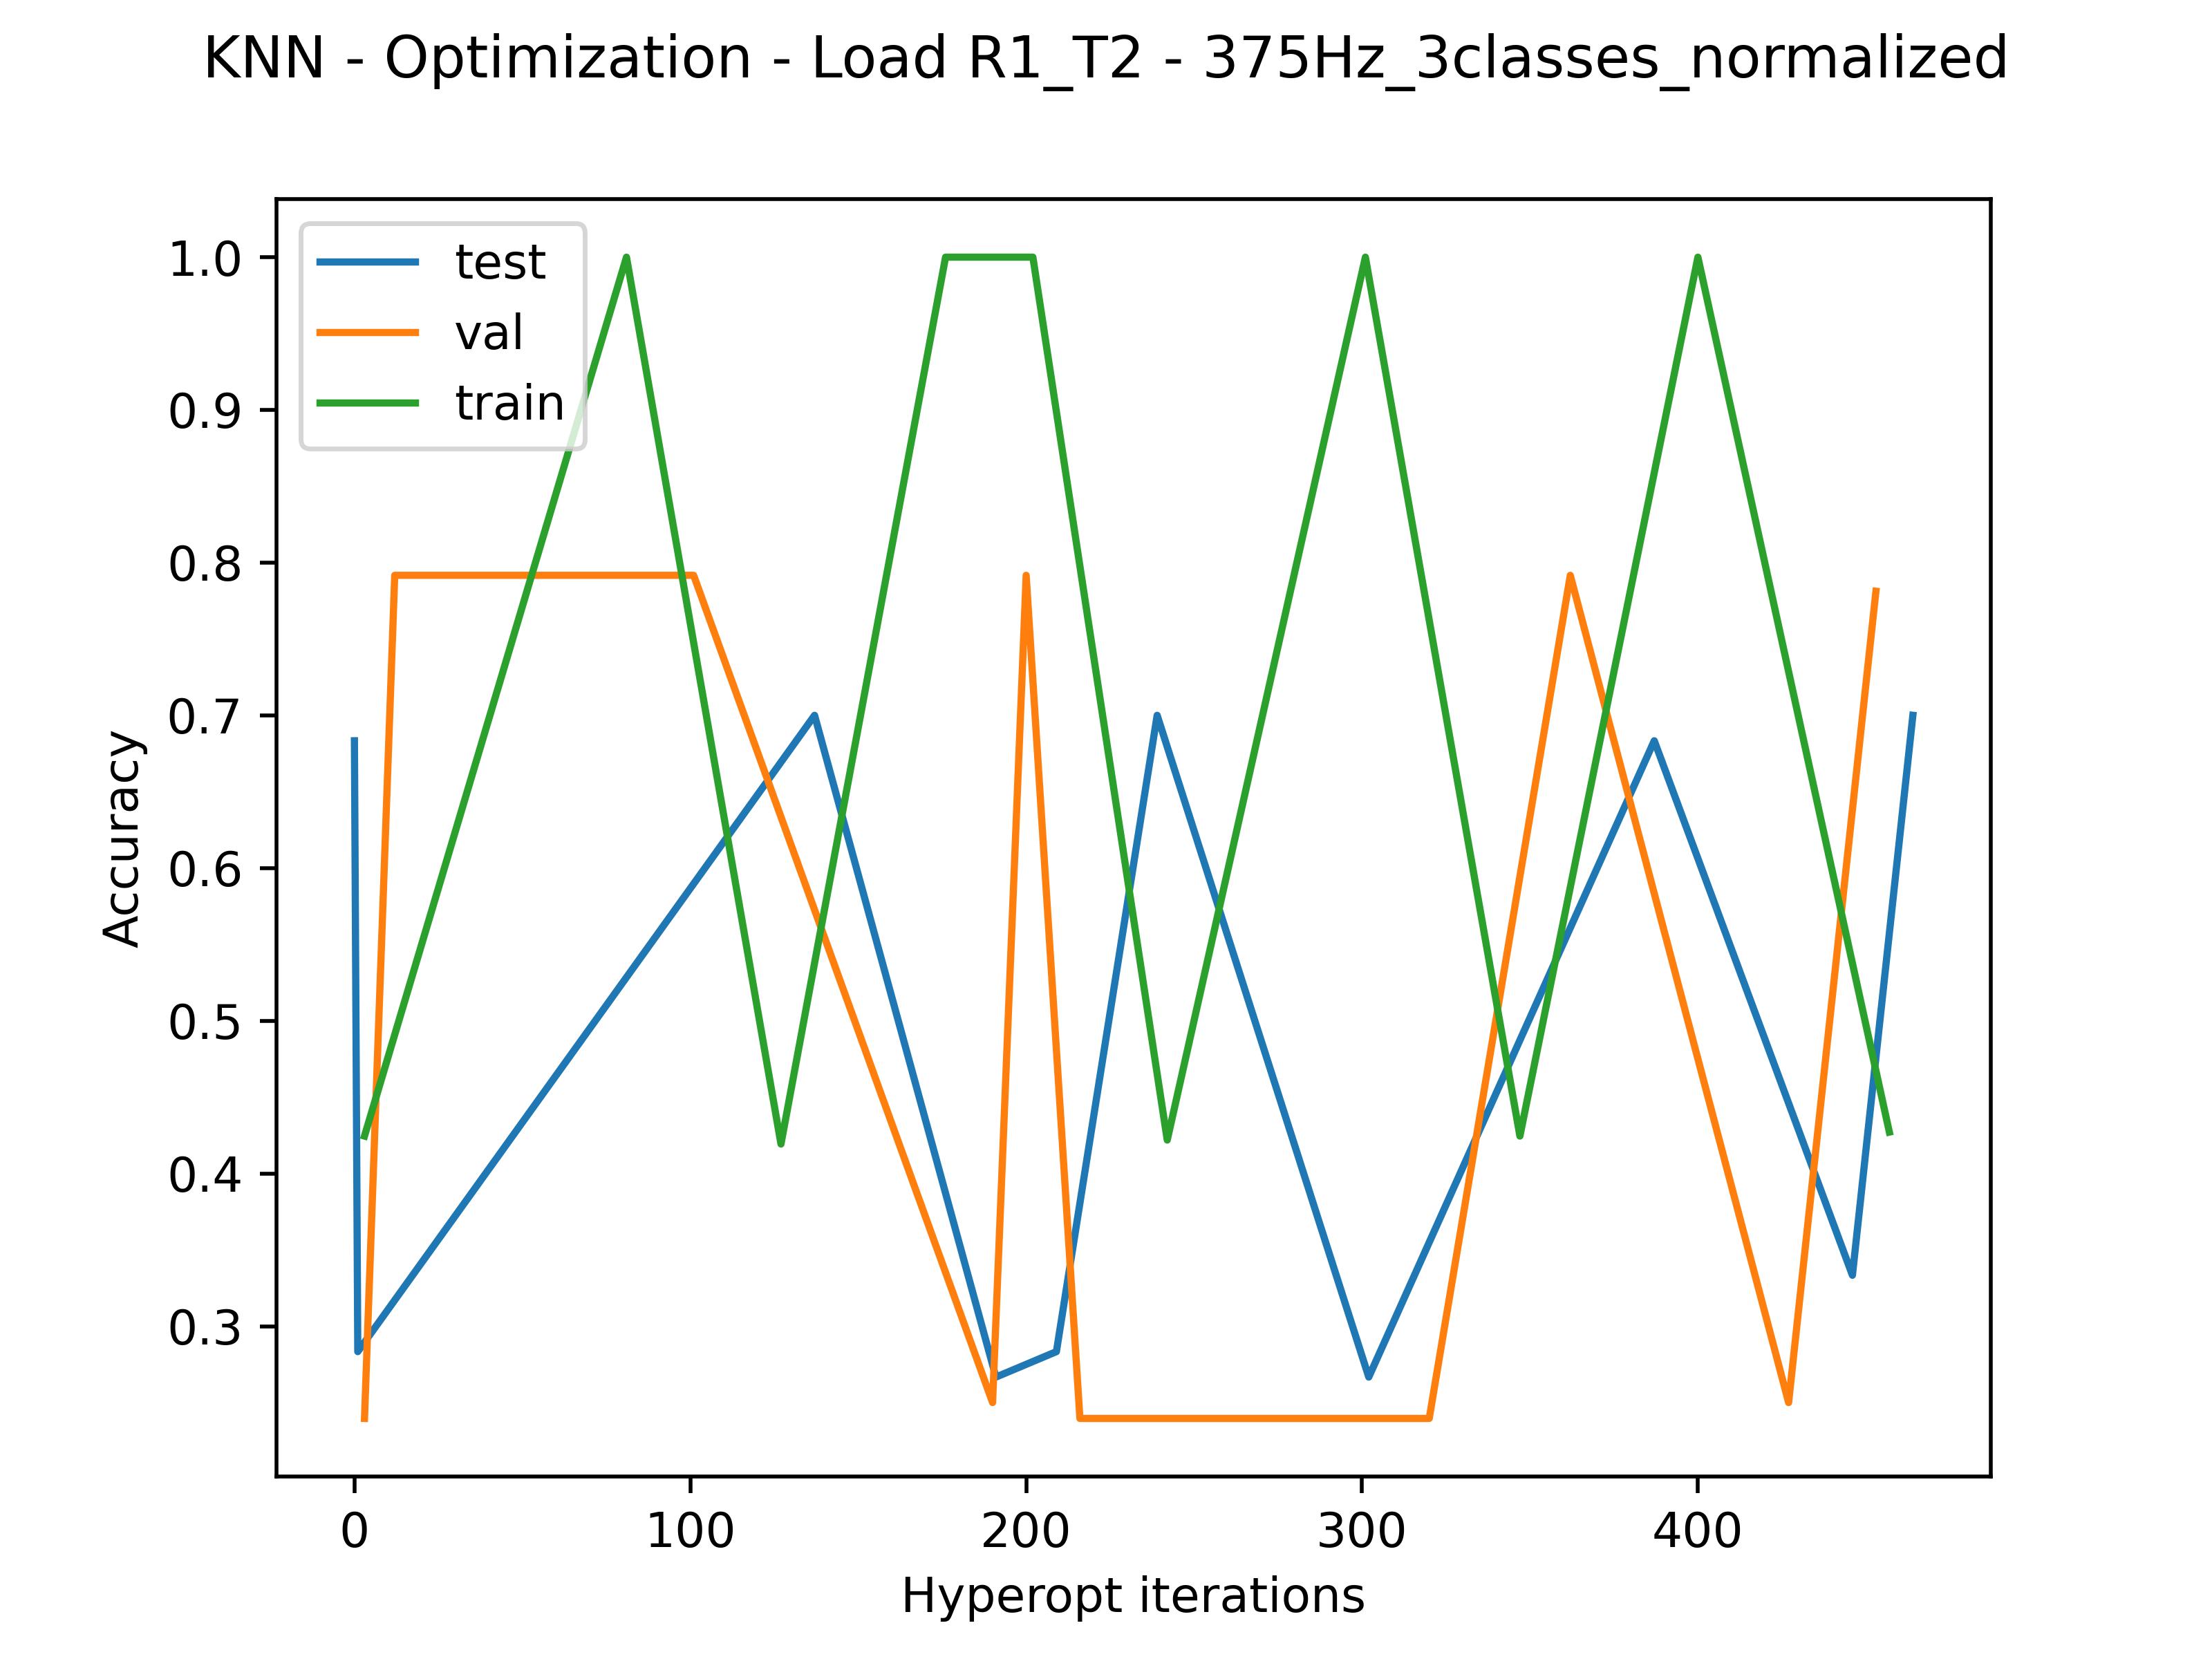 KNN - Optimization - Load R1_T2 - 375Hz_3classes_normalized
test
val
train
1.0
0.9
0.8
0.7
0.6
0.5
0.4
0.3
Accuracy
0 100 200 300 400
Hyperopt iterations